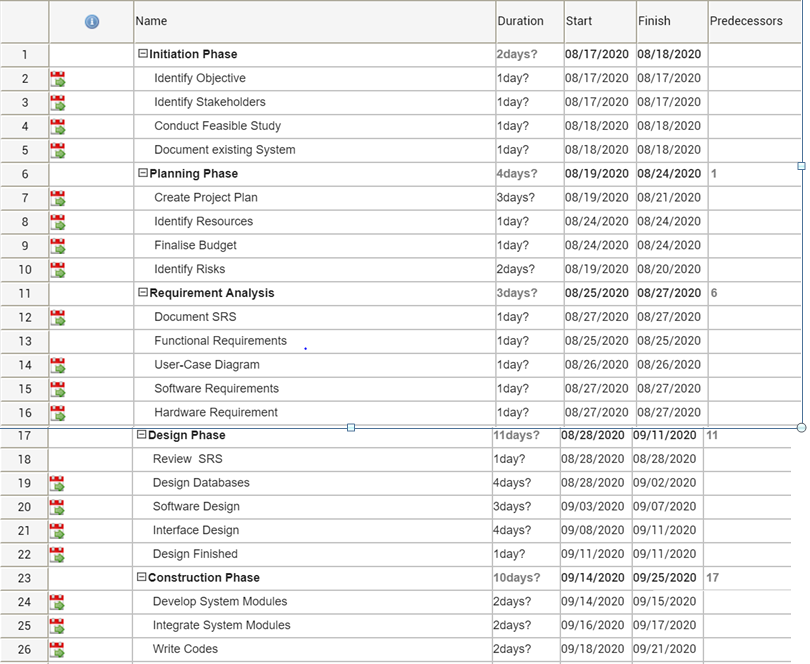 Name Duration Start Finish Predecessors
1 Initiation Phase 2days? 08/17/2020 08/18/2020
2 Identify Objective 1day? 08/17/2020 08/17/2020
3 Identify Stakeholders 1day? 08/17/2020 08/17/2020
4 Conduct Feasible Study 1day? 08/18/2020 08/18/2020
5 Document existing System 1day? 08/18/2020 08/18/2020
6 Planning Phase 4days? 08/19/2020 08/24/2020 1
7 Create Project Plan 3days? 08/19/2020 08/21/2020
8 Identify Resources 1day? 08/24/2020 08/24/2020
9 Finalise Budget 1day? 08/24/2020 08/24/2020
10 Identify Risks 2days? 08/19/2020 08/20/2020
11 Requirement Analysis 3days? 08/25/2020 08/27/2020 6
12 Document SRS 1day? 08/27/2020 08/27/2020
13 Functional Requirements 1day? 08/25/2020 08/25/2020
14 User-Case Diagram 1day? 08/26/2020 08/26/2020
15 Software Requirements 1day? 08/27/2020 08/27/2020
16 Hardware Requirement 1day? 08/27/2020 08/27/2020
17 Design Phase 11days? 08/28/2020 09/11/2020 11
18 Review SRS 1day? 08/28/2020 08/28/2020
19 Design Databases 4days? 08/28/2020 09/02/2020
20 Software Design 3days? 09/03/2020 09/07/2020
21 Interface Design 4days? 09/08/2020 09/11/2020
22 Design Finished 1day? 09/11/2020 09/11/2020
23 Construction Phase 10days? 09/14/2020 09/25/2020 17
24 Develop System Modules 2days? 09/14/2020 09/15/2020
25 Integrate System Modules 2days? 09/16/2020 09/17/2020
26 Write Codes 2days? 09/18/2020 09/21/2020